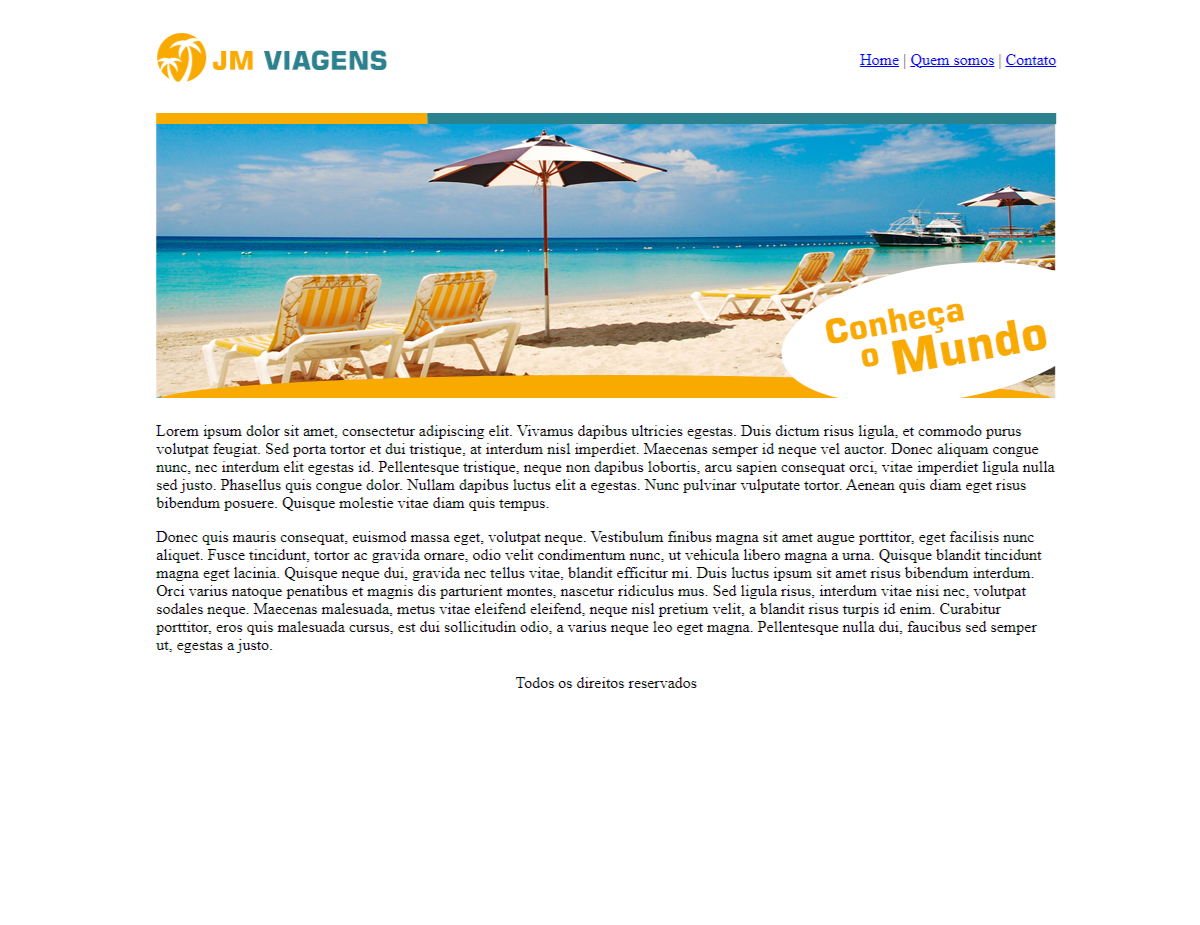 JM VIAGENS
Home | Quem somos | Contato
Conheça
o Mundo
Lorem ipsum dolor sit amet, consectetur adipiscing elit. Vivamus dapibus ultricies egestas. Duis dictum risus ligula, et commodo purus
volutpat feugiat. Sed porta tortor et dui tristique, at interdum nisl imperdiet. Maecenas semper id neque vel auctor. Donec aliquam congue
nunc, nec interdum elit egestas id. Pellentesque tristique, neque non dapibus lobortis, arcu sapien consequat orci, vitae imperdiet ligula nulla
sed justo. Phasellus quis congue dolor. Nullam dapibus luctus elit a egestas. Nunc pulvinar vulputate tortor. Aenean quis diam eget risus
bibendum posuere. Quisque molestie vitae diam quis tempus.
Donec quis mauris consequat, euismod massa eget, volutpat neque. Vestibulum finibus magna sit amet augue porttitor, eget facilisis nunc
aliquet. Fusce tincidunt, tortor ac gravida ornare, odio velit condimentum nunc, ut vehicula libero magna a urna. Quisque blandit tincidunt
magna eget lacinia. Quisque neque dui, gravida nec tellus vitae, blandit efficitur mi. Duis luctus ipsum sit amet risus bibendum interdum.
Orci varius natoque penatibus et magnis dis parturient montes, nascetur ridiculus mus. Sed ligula risus, interdum vitae nisi nec, volutpat
sodales neque. Maecenas malesuada, metus vitae eleifend eleifend, neque nisl pretium velit, a blandit risus turpis id enim. Curabitur
porttitor, eros quis malesuada cursus, est dui sollicitudin odio, a varius neque leo eget magna. Pellentesque nulla dui, faucibus sed semper
ut, egestas a justo.
Todos os direitos reservados